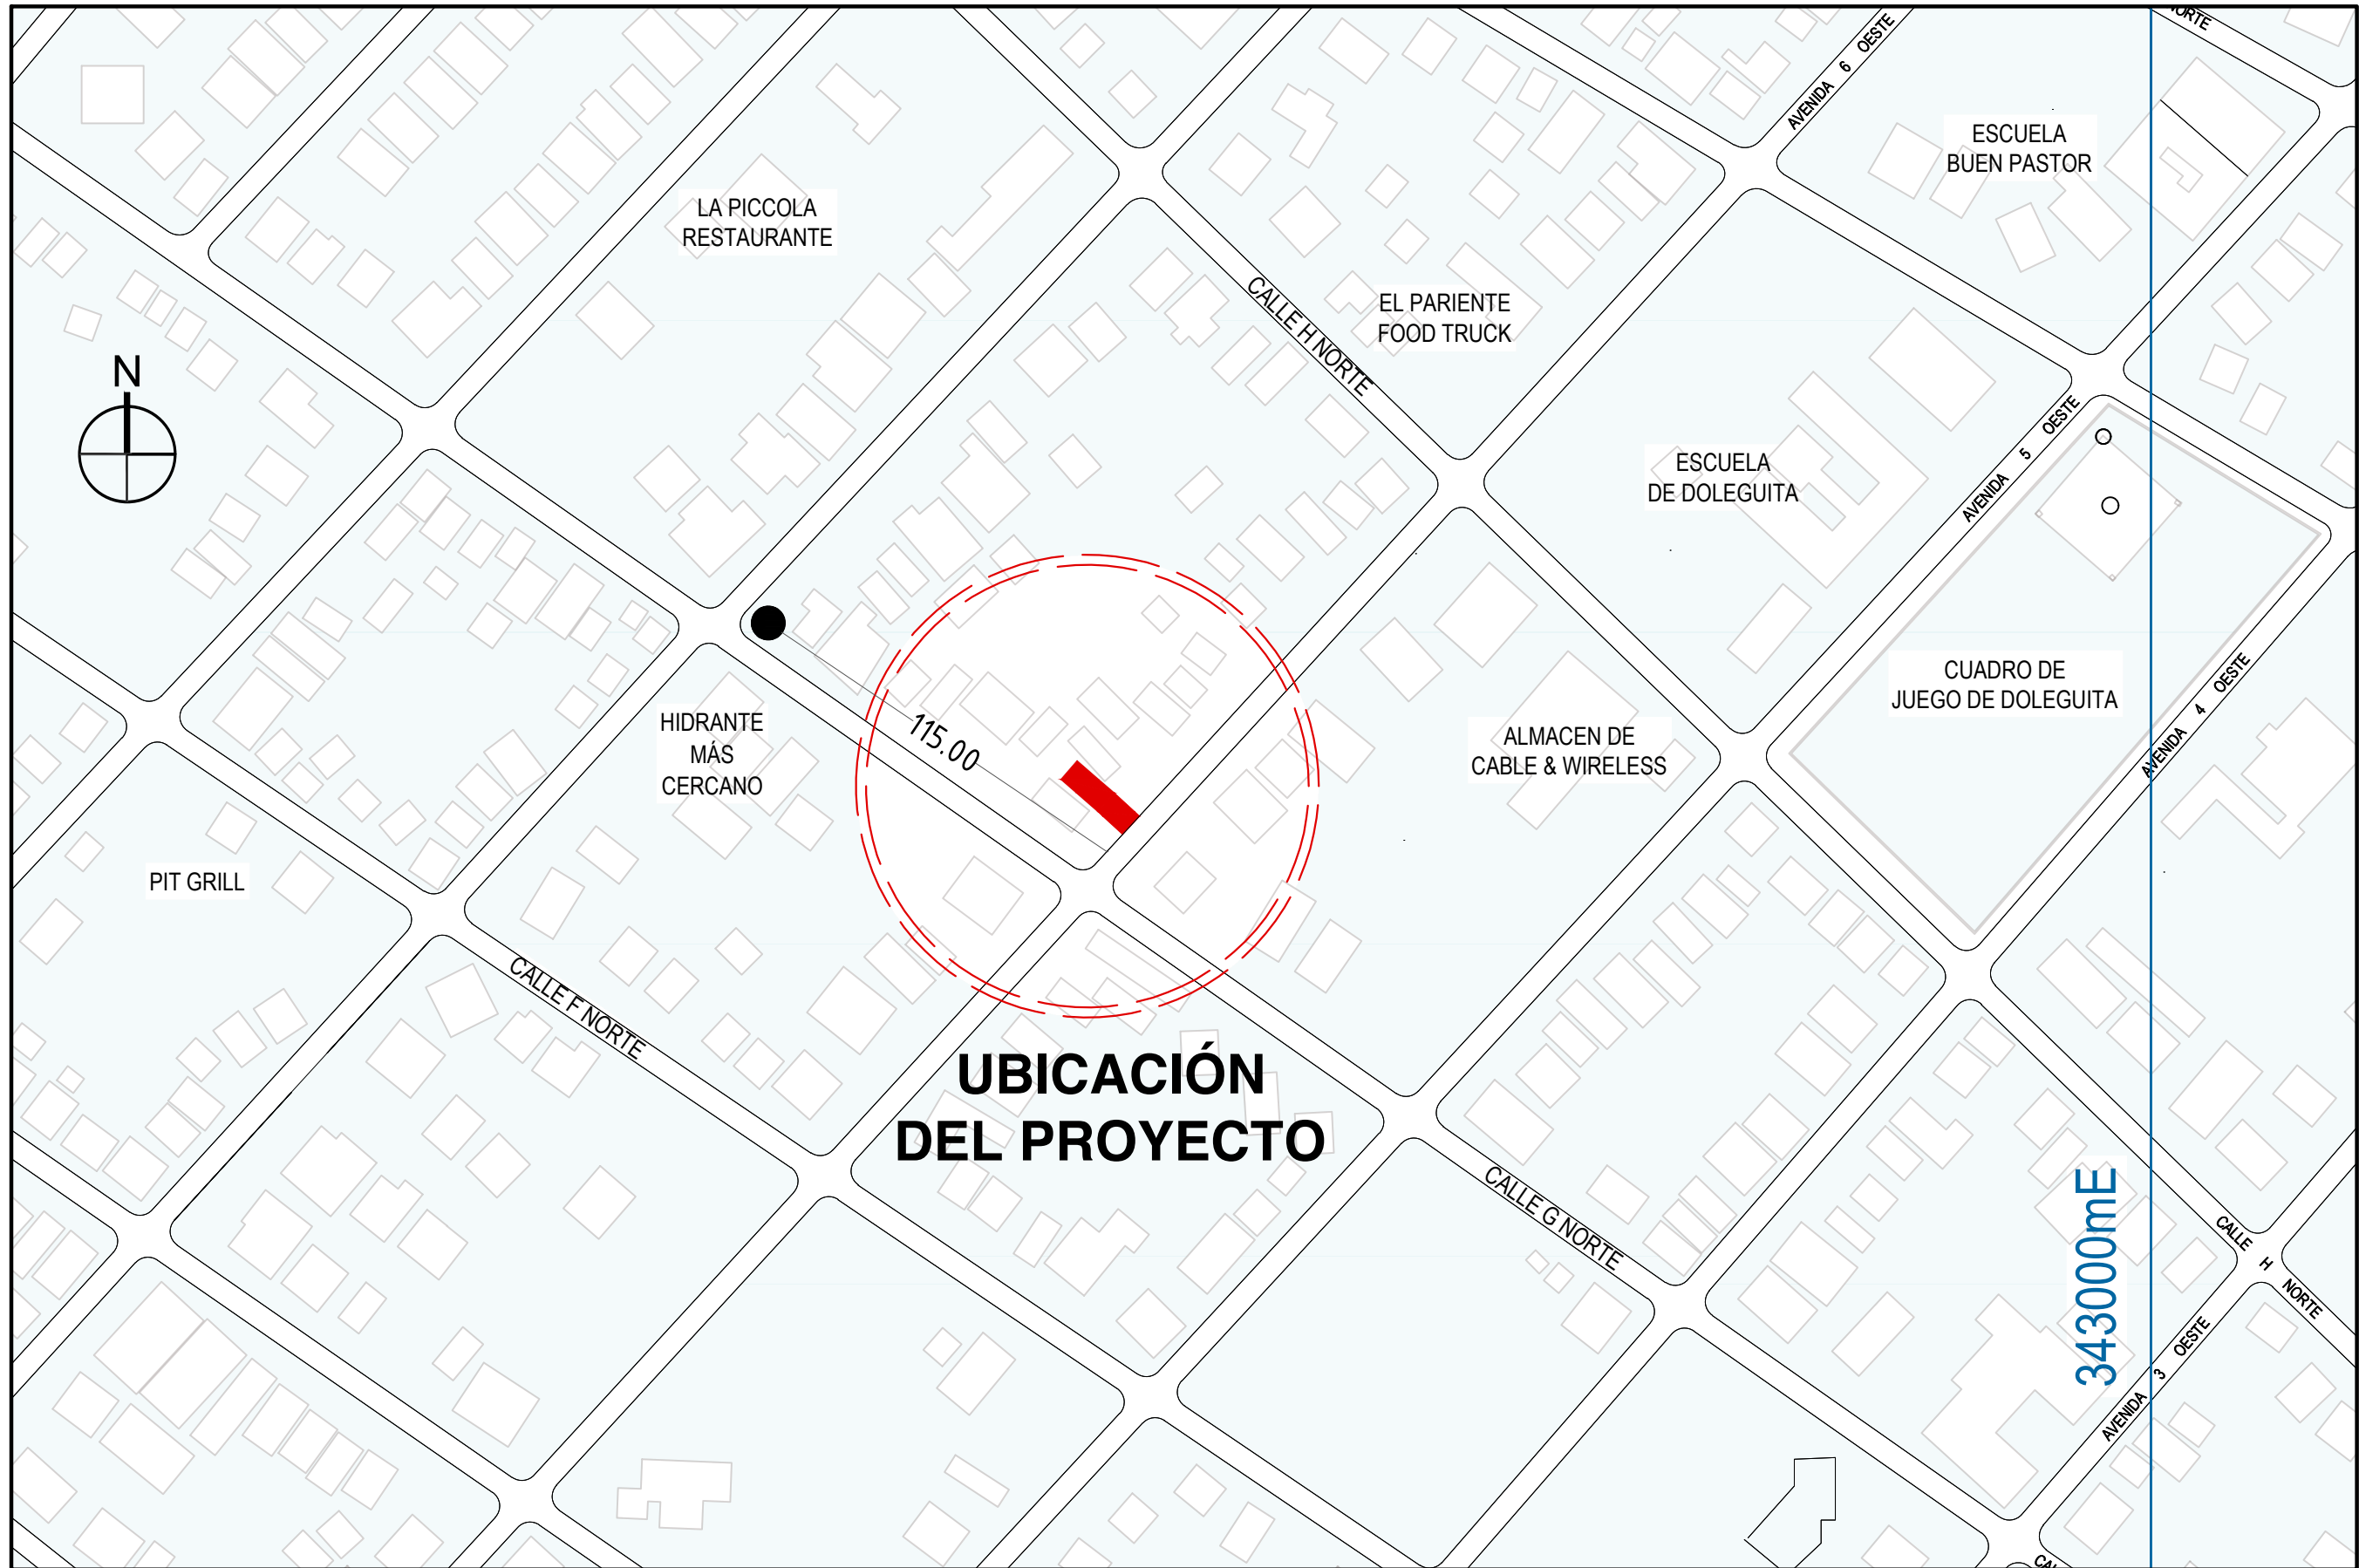 NORTE
AVENIDA 6 OESTE
ESCUELA
BUEN PASTOR
LA PICCOLA
RESTAURANTE
CALLE H NORTE
EL PARIENTE
FOOD TRUCK
N
AVENIDA 5 OESTE
ESCUELA
DE DOLEGUITA
CUADRO DE
JUEGO DE DOLEGUITA
AVENIDA 4 OESTE
HIDRANTE
MÁS
CERCANO
115.00
ALMACEN DE
CABLE & WIRELESS
PIT GRILL
CALLE F NORTE
UBICACIÓN
DEL PROYECTO
CALLE G NORTE
343000mE
CALLE H NORTE
AVENIDA 3 OESTE